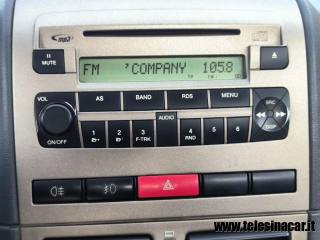 mp3
MUTE
FM 'COMPANY 1058
VOL
AS BAND RDS MENU
SRC
AUDIO
1 2 3 4 5 6
F-TRK RND
ON/OFF
www.telesinacar.it